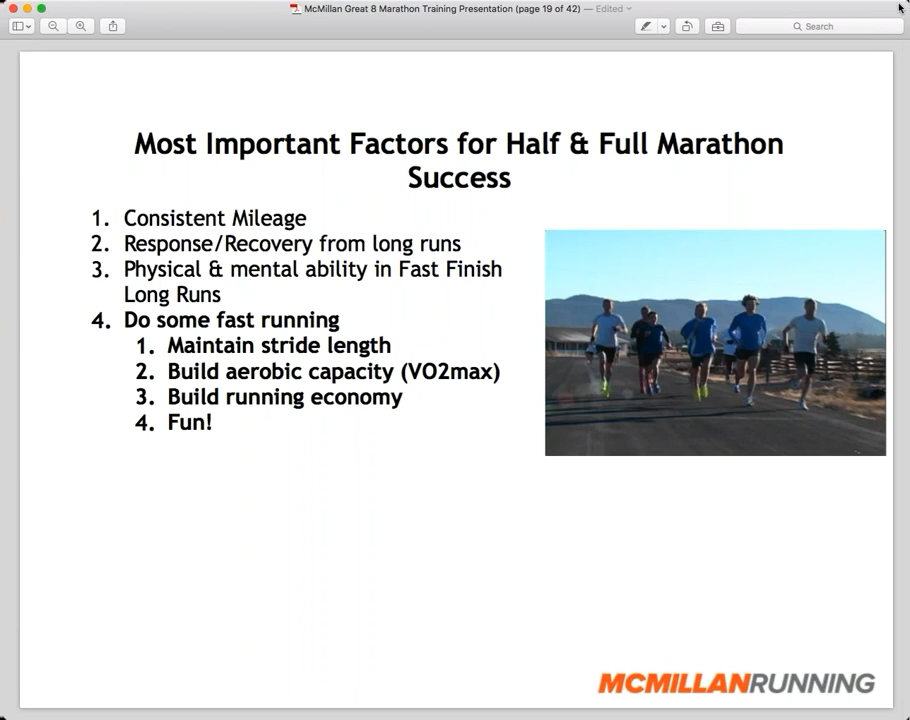 McMillan Great 8 Marathon Training Presentation (page 19 of 42) — Edited
Search
Most Important Factors for Half & Full Marathon
Success
1. Consistent Mileage
2. Response/Recovery from long runs
3. Physical & mental ability in Fast Finish
Long Runs
4. Do some fast running
1. Maintain stride length
2. Build aerobic capacity (VO2max)
3. Build running economy
4. Fun!
MCMILLANRUNNING